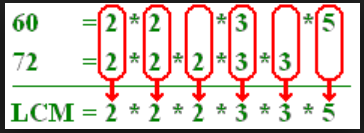 60 = 2 * 2 * 3 * 5
72 = 2 * 2 * 2 * 3 * 3
LCM = 2 * 2 * 2 * 3 * 3 * 5